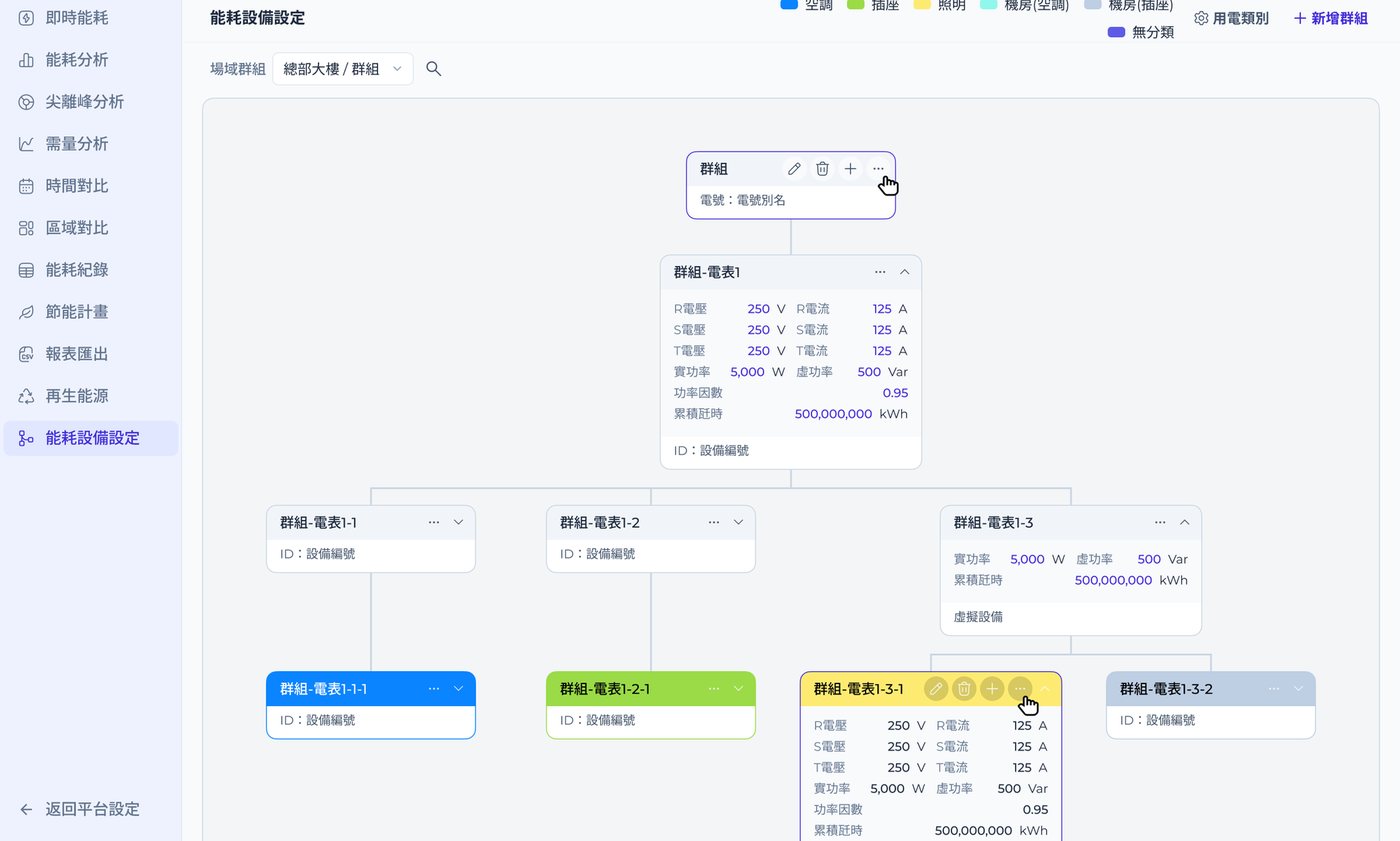 即時能耗
能耗分析
尖離峰分析
需量分析
時間對比
區域對比
能耗紀錄
節能計畫
CSV 報表匯出
再生能源
能耗設備設定
返回平台設定
能耗設備設定
空調 插座 照明 機房(空調) 機房(插座)
無分類
用電類別
新增群組
場域群組 總部大樓 / 群組
群組
電號：電號別名
群組-電表1
R電壓 250 V R電流 125 A
S電壓 250 V S電流 125 A
T電壓 250 V T電流 125 A
實功率 5,000 W 虛功率 500 Var
功率因數 0.95
累積瓩時 500,000,000 kWh
ID：設備編號
群組-電表1-1
ID：設備編號
群組-電表1-2
ID：設備編號
群組-電表1-3
實功率 5,000 W 虛功率 500 Var
累積瓩時 500,000,000 kWh
虛擬設備
群組-電表1-1-1
ID：設備編號
群組-電表1-2-1
ID：設備編號
群組-電表1-3-1
R電壓 250 V R電流 125 A
S電壓 250 V S電流 125 A
T電壓 250 V T電流 125 A
實功率 5,000 W 虛功率 500 Var
功率因數 0.95
累積瓩時 500,000,000 kWh
群組-電表1-3-2
ID：設備編號